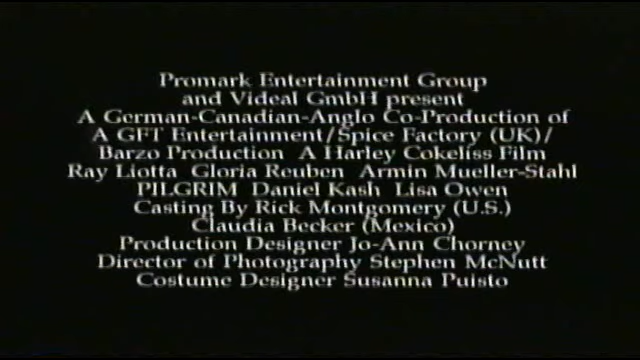 Promark Entertainment Group
and Videal GmbH present
A German-Canadian-Anglo Co-Production of
A GFT Entertainment/Spice Factory (UK)/
Barzo Production A Harley Cokeliss Film
Ray Liotta Gloria Reuben Armin Mueller-Stahl
PILGRIM Daniel Kash Lisa Owen
Casting By Rick Montgomery (U.S.)
Claudia Becker (Mexico)
Production Designer Jo-Ann Chorney
Director of Photography Stephen McNutt
Costume Designer Susanna Puisto